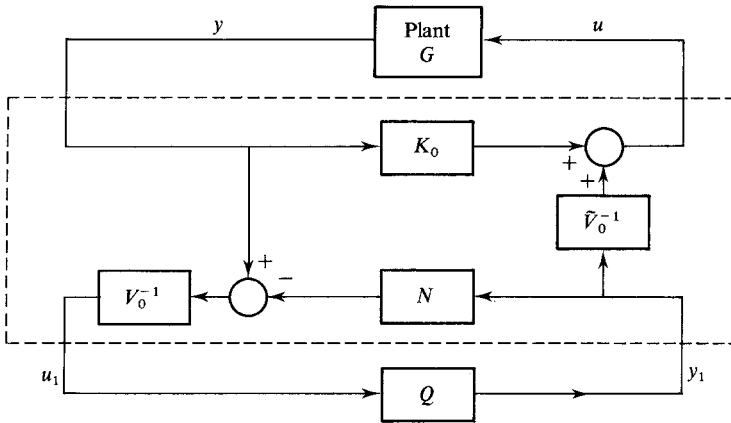 y
Plant
G
u
K₀
+
+
Ṽ₀⁻¹
+
−
V₀⁻¹
N
u₁
Q
y₁